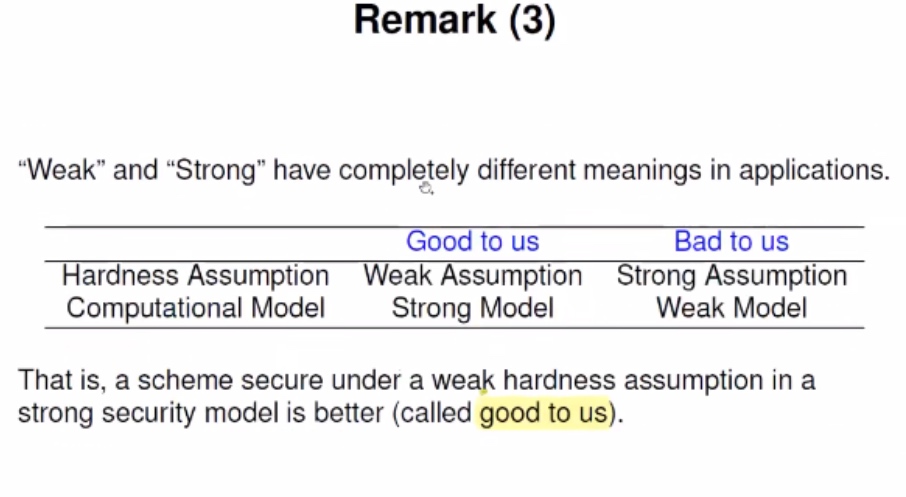 Remark (3)
“Weak” and “Strong” have completely different meanings in applications.
Good to us Bad to us
Hardness Assumption Weak Assumption Strong Assumption
Computational Model Strong Model Weak Model
That is, a scheme secure under a weak hardness assumption in a
strong security model is better (called good to us).